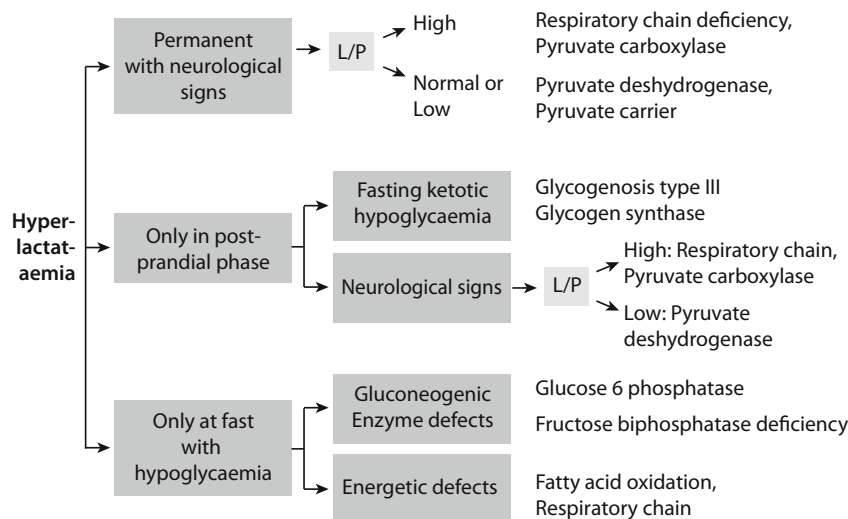 Hyper-
lactat-
aemia
Permanent
with neurological
signs
L/P
High
Respiratory chain deficiency,
Pyruvate carboxylase
Normal or
Low
Pyruvate deshydrogenase,
Pyruvate carrier
Only in post-
prandial phase
Fasting ketotic
hypoglycaemia
Glycogenosis type III
Glycogen synthase
Neurological signs
L/P
High: Respiratory chain,
Pyruvate carboxylase
Low: Pyruvate
deshydrogenase
Only at fast
with
hypoglycaemia
Gluconeogenic
Enzyme defects
Glucose 6 phosphatase
Fructose biphosphatase deficiency
Energetic defects
Fatty acid oxidation,
Respiratory chain